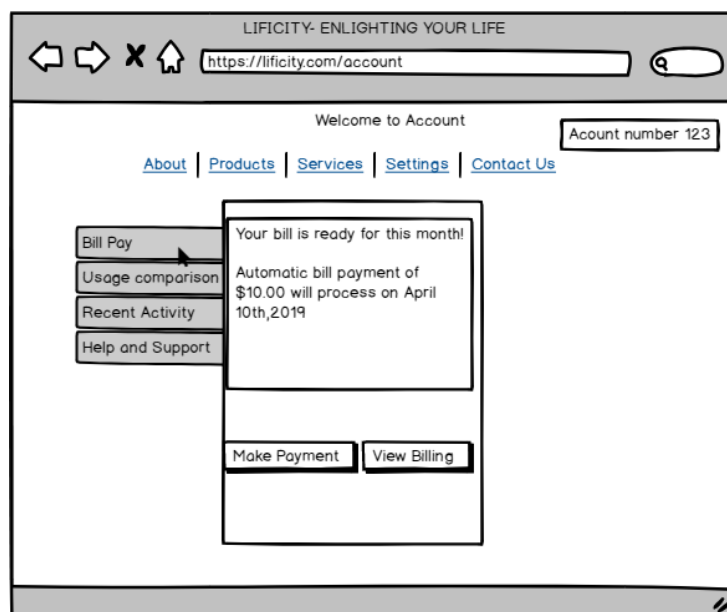 LIFICITY- ENLIGHTING YOUR LIFE
https://lificity.com/account
Welcome to Account
Acount number 123
About | Products | Services | Settings | Contact Us
Bill Pay
Usage comparison
Recent Activity
Help and Support
Your bill is ready for this month!
Automatic bill payment of
$10.00 will process on April
10th,2019
Make Payment
View Billing